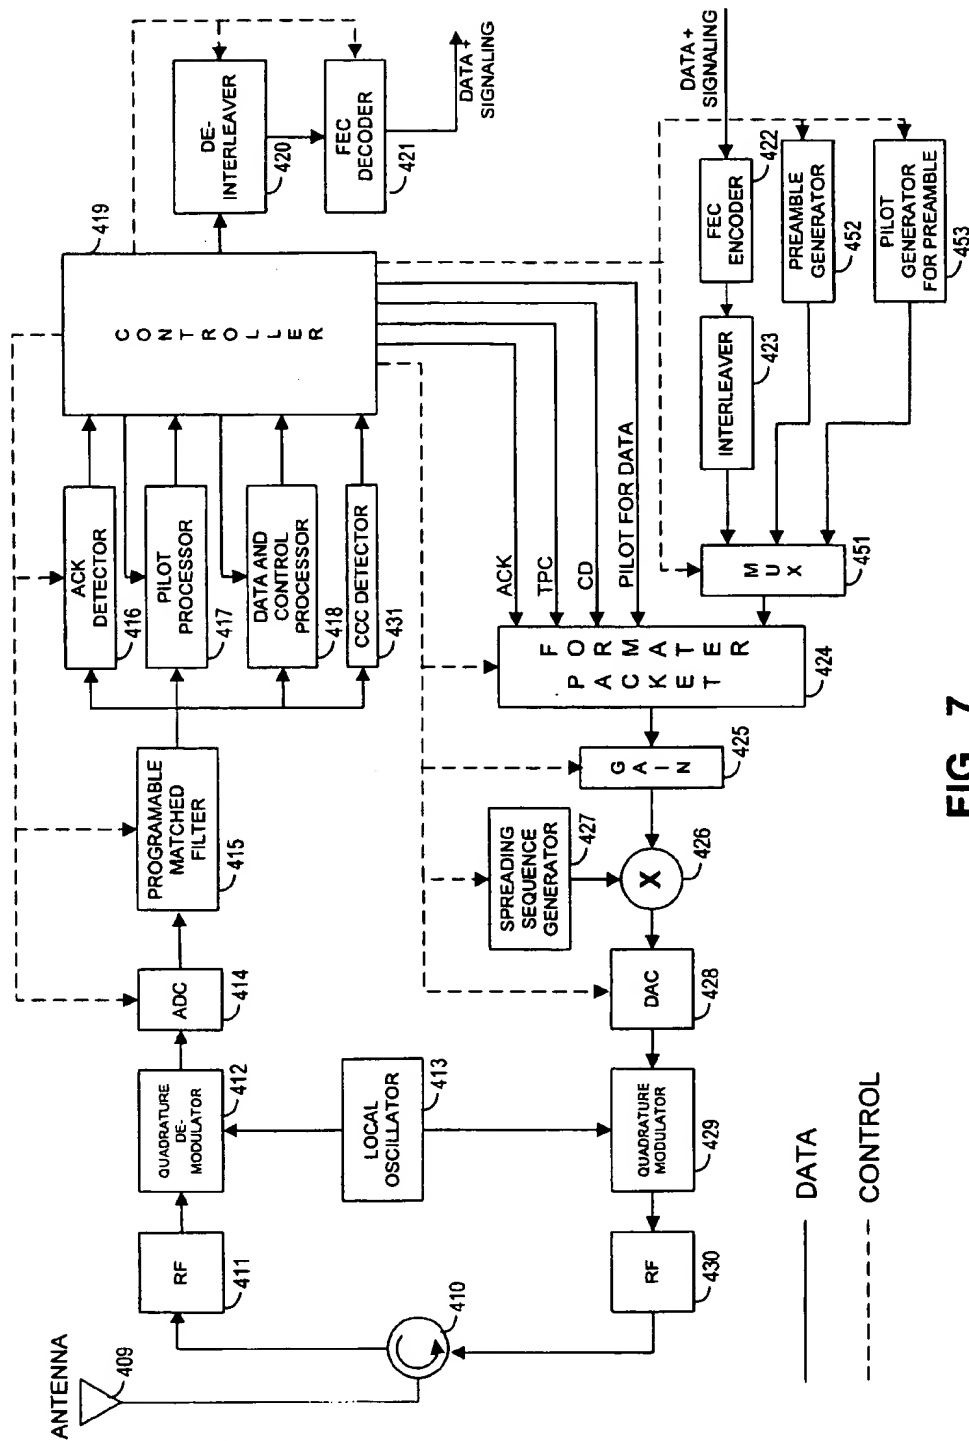 ANTENNA
409
410
RF
411
QUADRATURE
DE-
MODULATOR
412
LOCAL
OSCILLATOR
413
ADC
414
PROGRAMABLE
MATCHED
FILTER
415
ACK
DETECTOR
416
PILOT
PROCESSOR
417
DATA AND
CONTROL
PROCESSOR
418
CCC DETECTOR
431
CONTROLLER
419
DE-
INTERLEAVER
420
FEC
DECODER
421
DATA +
SIGNALING
RF
430
QUADRATURE
MODULATOR
429
DAC
428
SPREADING
SEQUENCE
GENERATOR
427
X
426
GAIN
425
PACKET
FORMATER
424
ACK
TPC
CD
PILOT FOR DATA
MUX
451
INTERLEAVER
423
FEC
ENCODER
422
DATA +
SIGNALING
PREAMBLE
GENERATOR
452
PILOT
GENERATOR
FOR PREAMBLE
453
DATA
CONTROL
FIG. 7